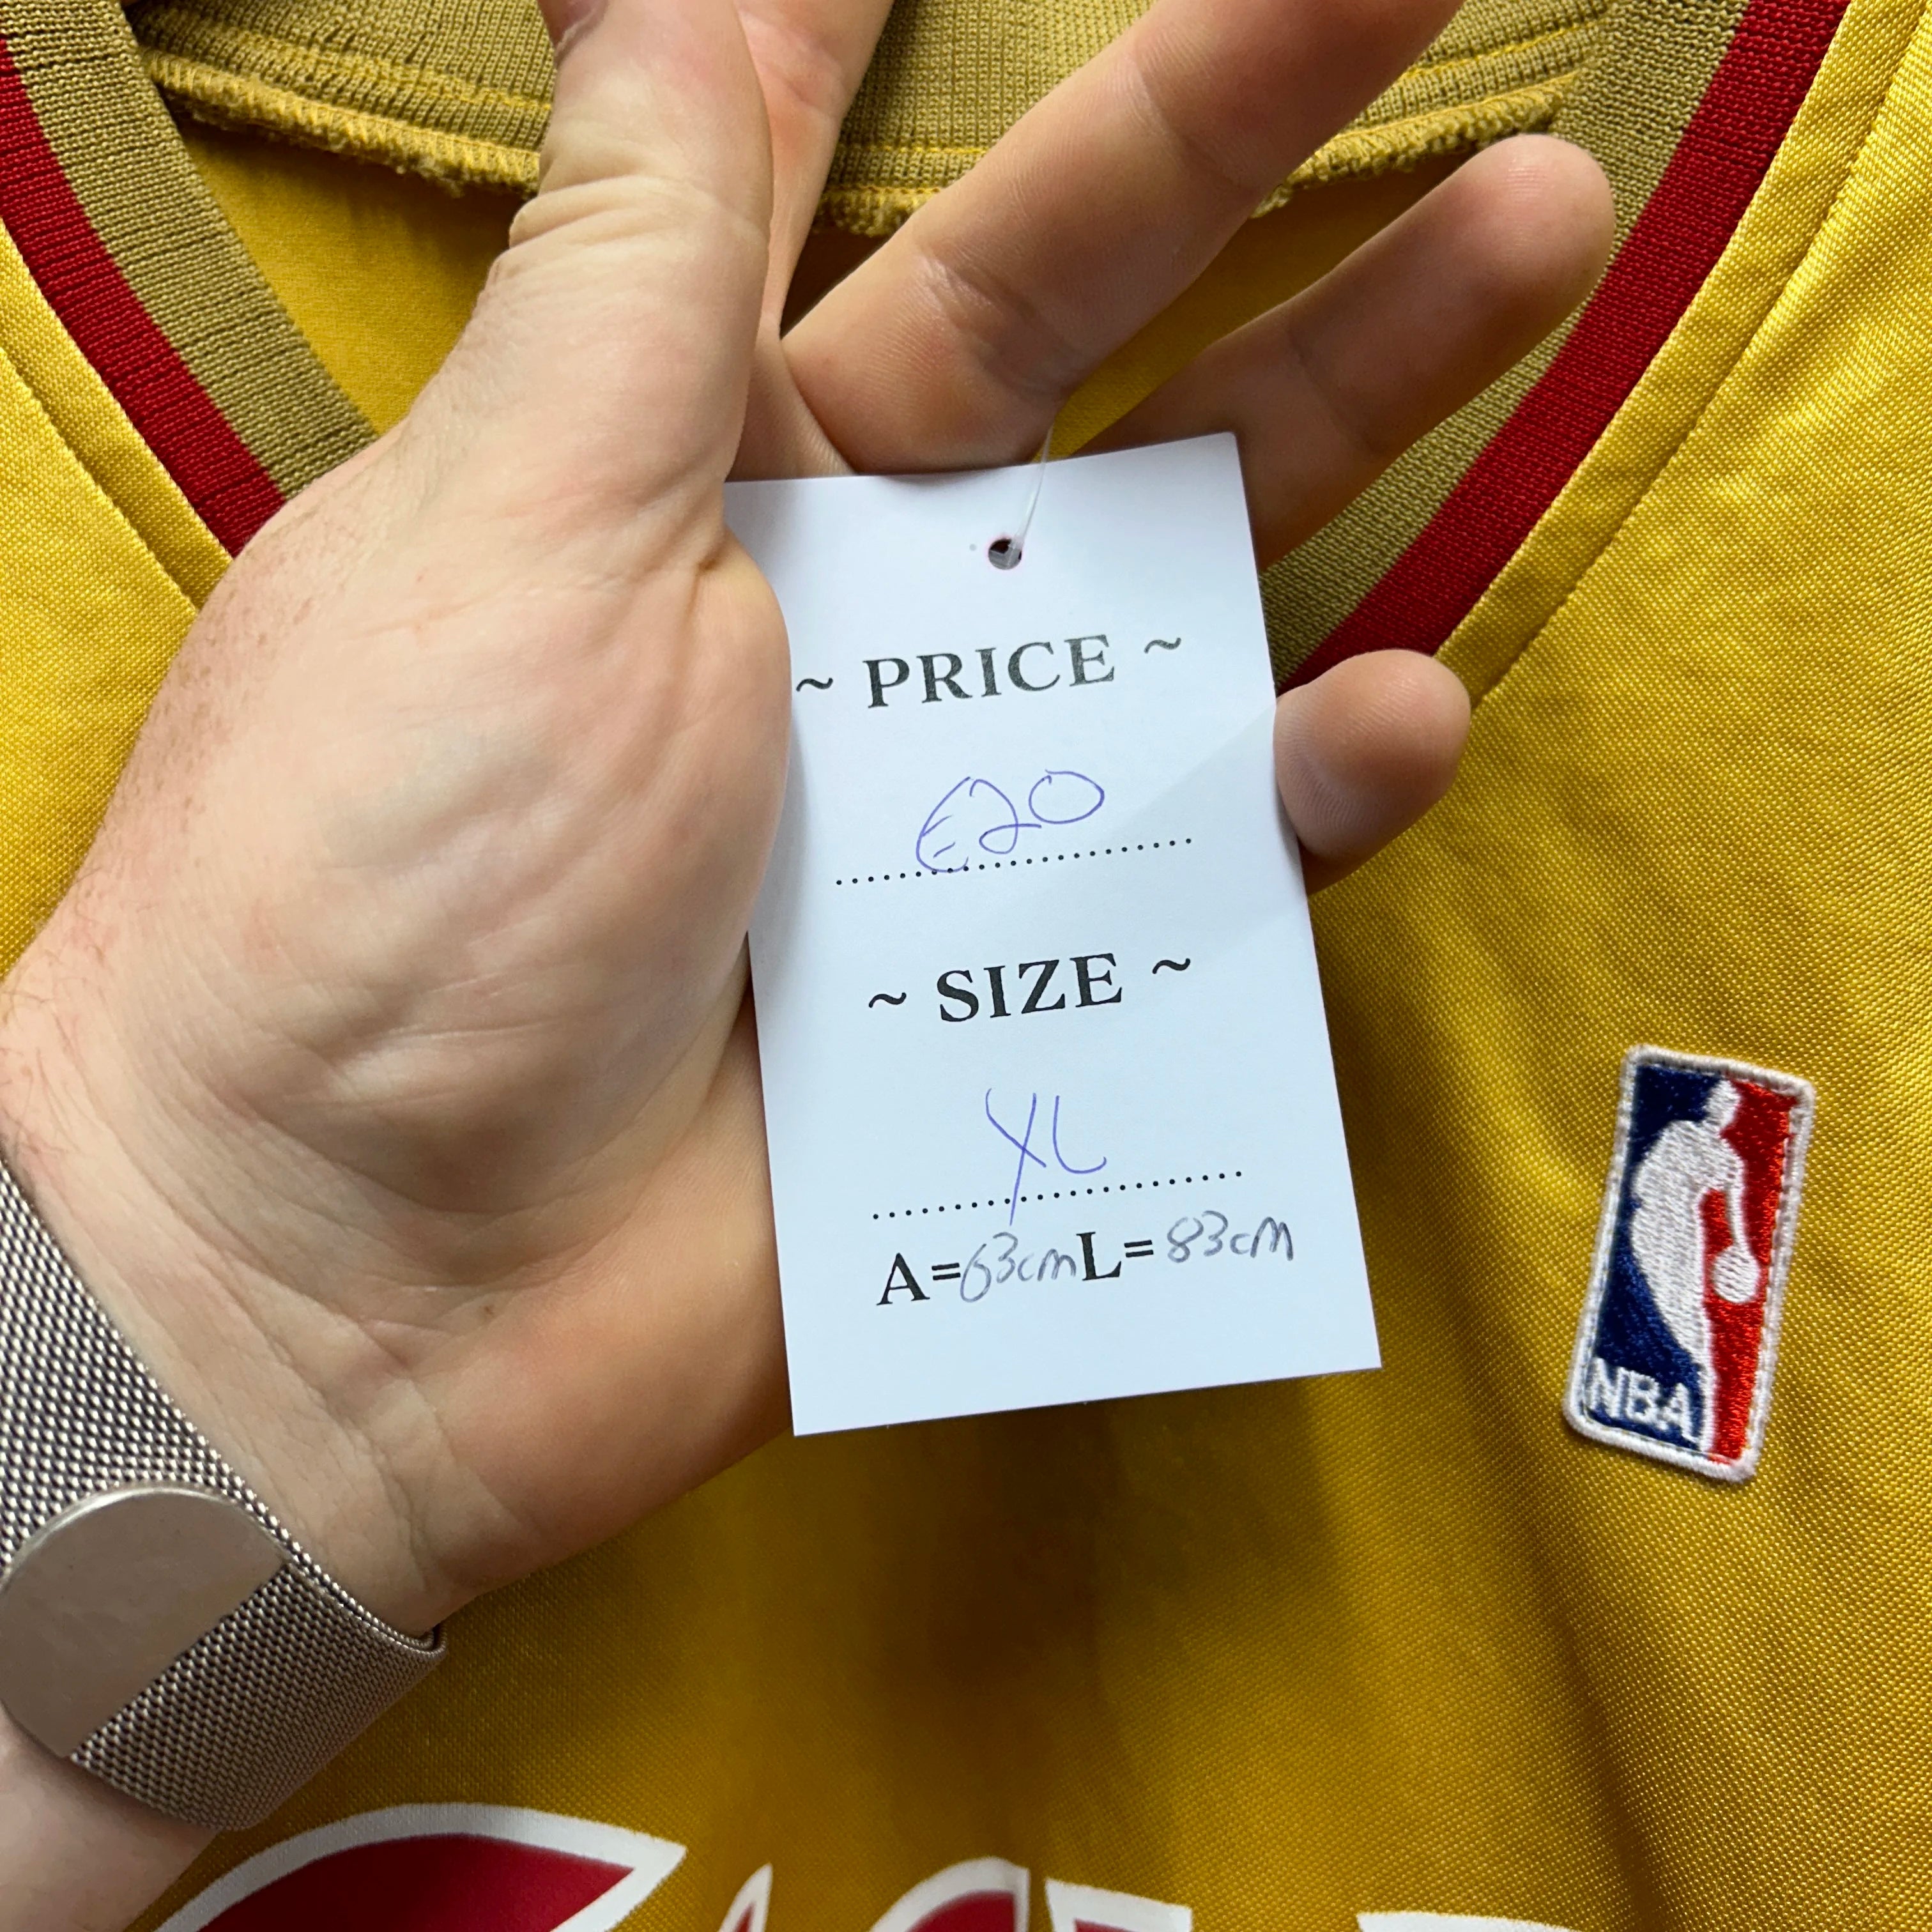 ~ PRICE ~
€20
~ SIZE ~
XL
A=63cm L=83cm
NBA